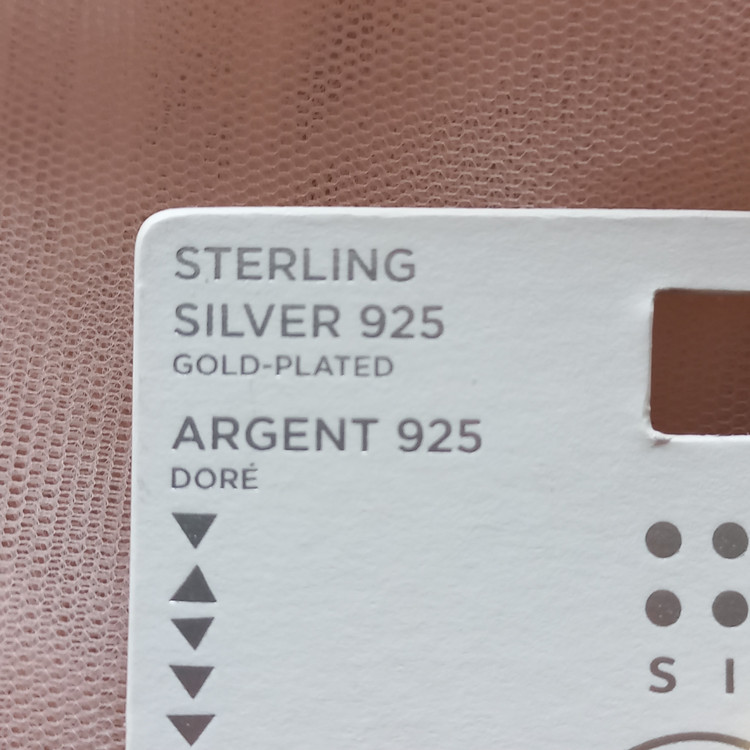 STERLING
SILVER 925
GOLD-PLATED
ARGENT 925
DORÉ
S I